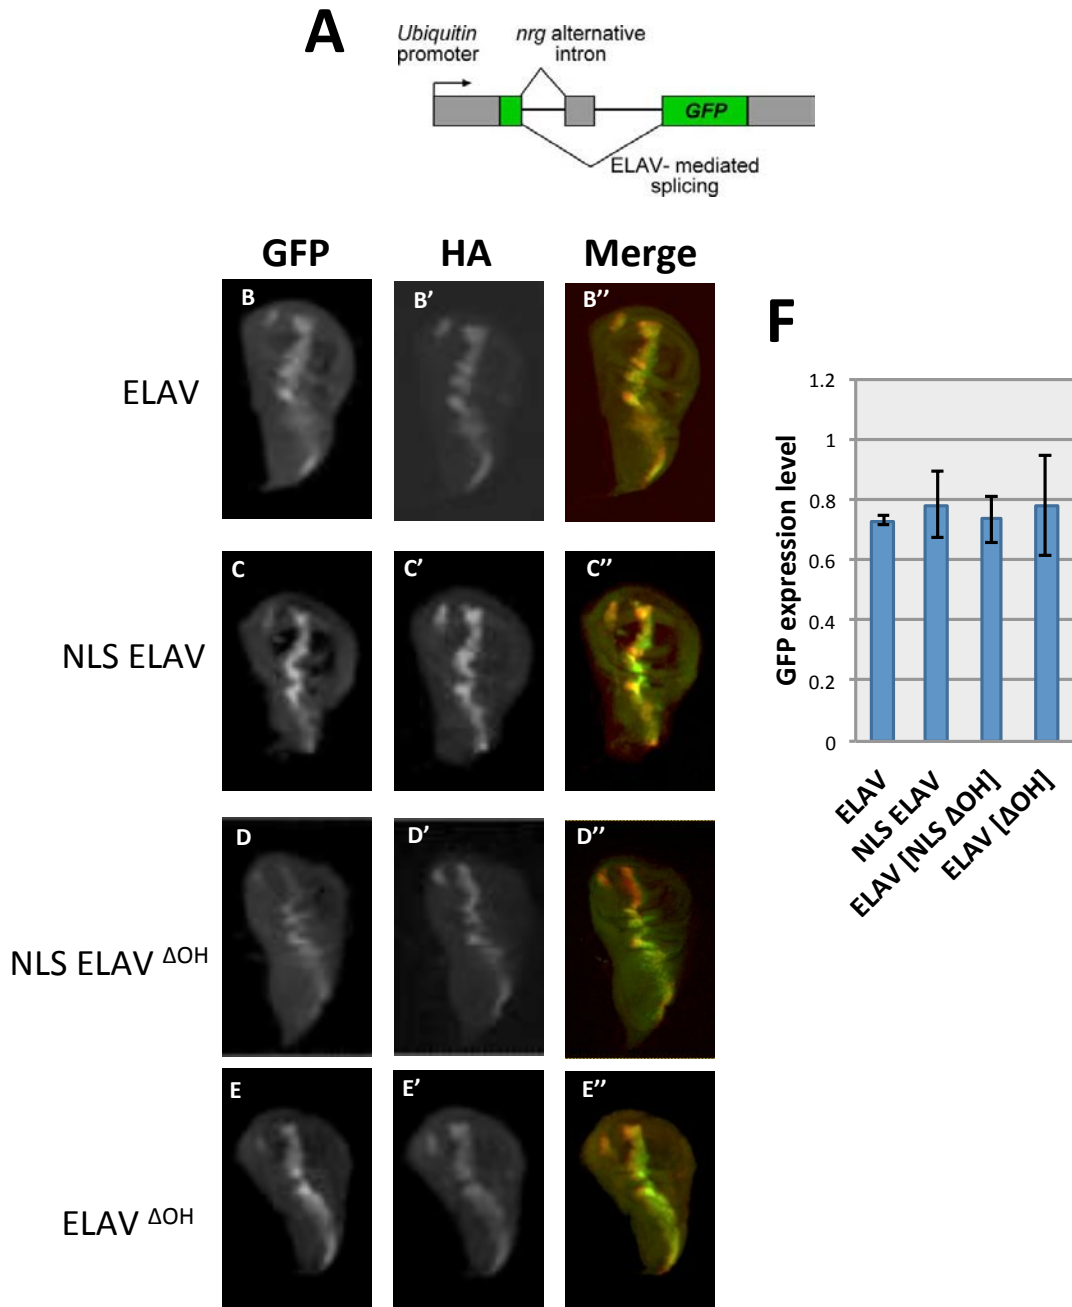 A
Ubiquitin
promoter
nrg alternative
intron
GFP
ELAV- mediated
splicing
GFP
HA
Merge
ELAV
B
B’
B’’
NLS ELAV
C
C’
C’’
NLS ELAV ΔOH
D
D’
D’’
ELAV ΔOH
E
E’
E’’
F
GFP expression level
1.2
1
0.8
0.6
0.4
0.2
0
ELAV
NLS ELAV
ELAV [NLS ΔOH]
ELAV [ΔOH]